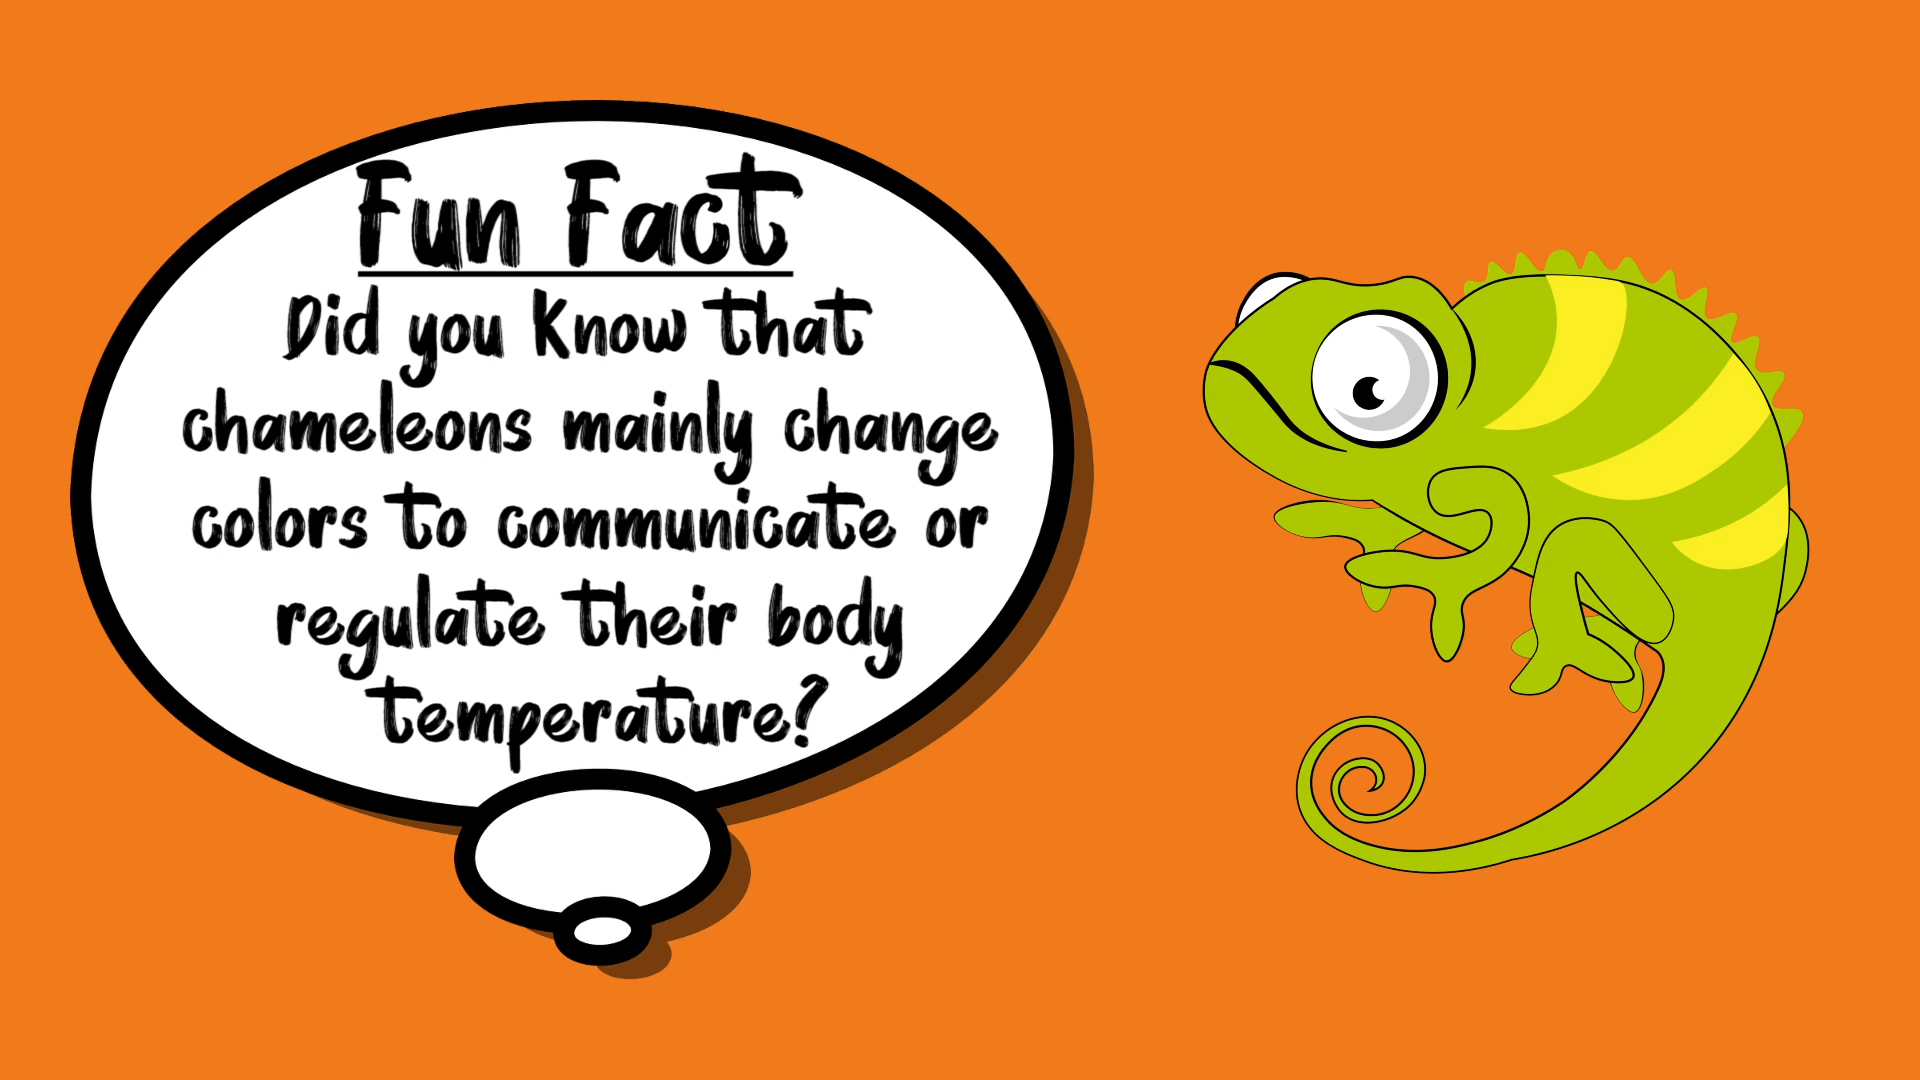 Fun Fact
Did you know that
chameleons mainly change
colors to communicate or
regulate their body
temperature?